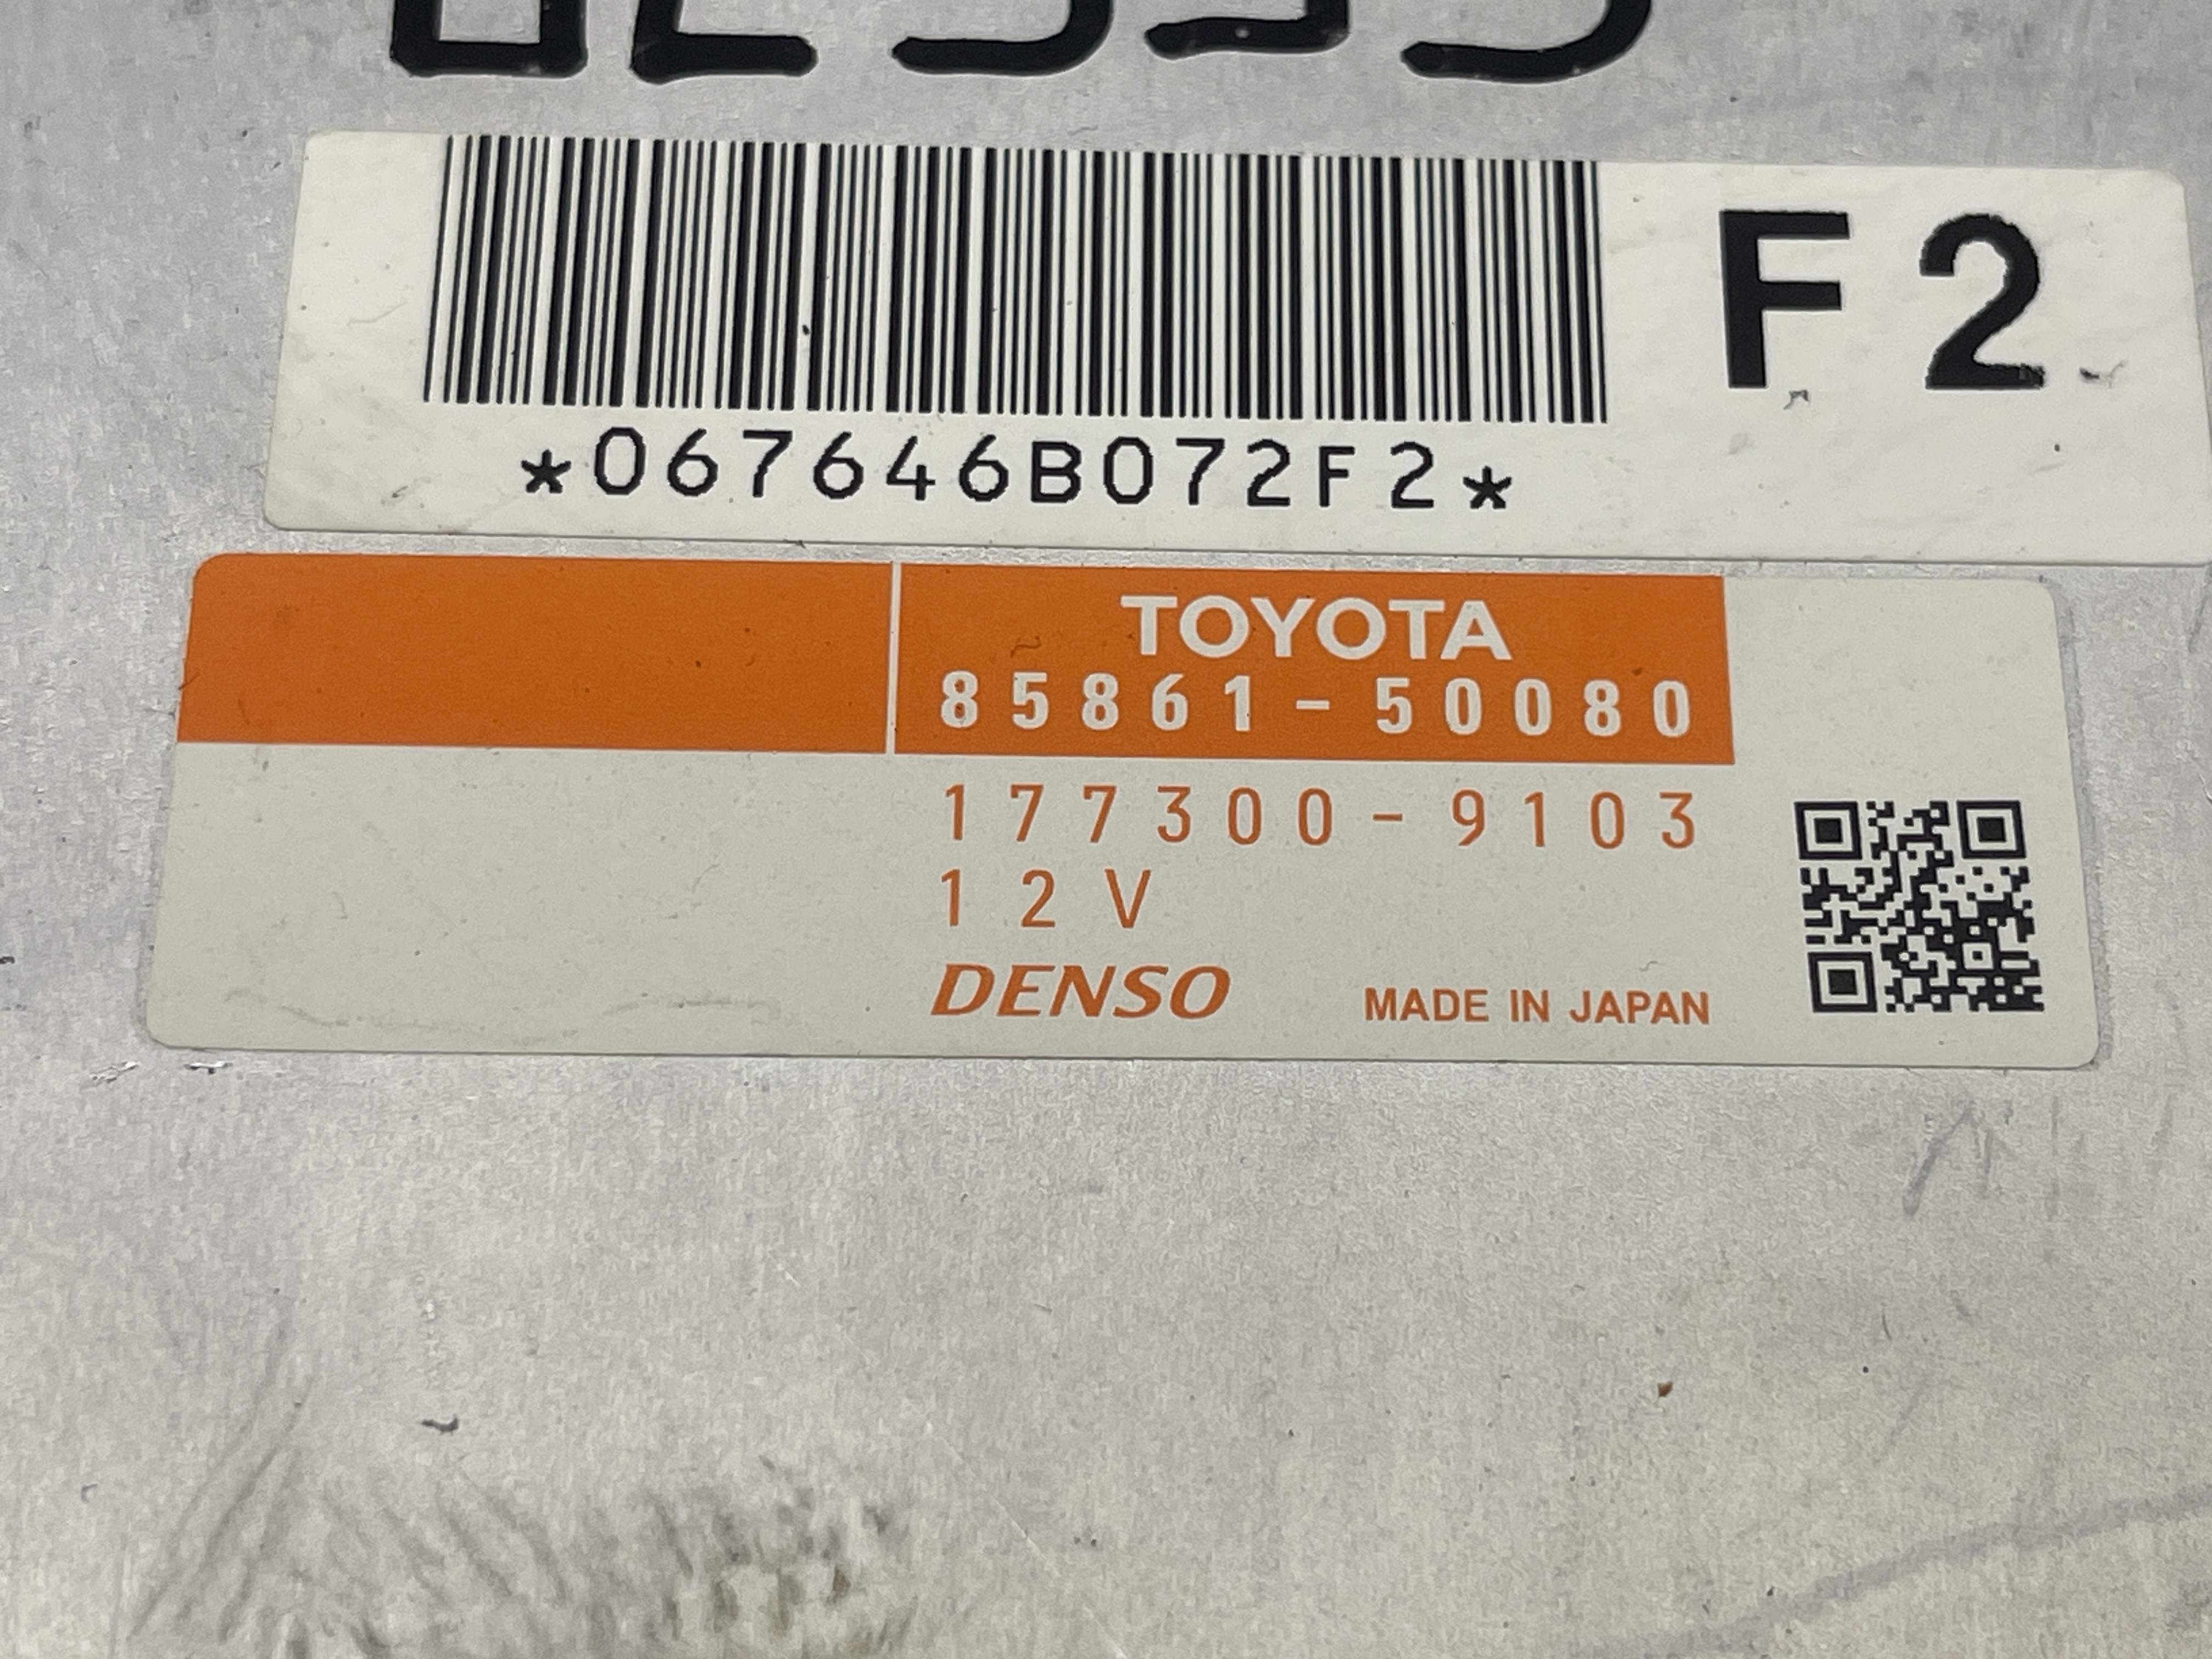 *067646B072F2*
F2
TOYOTA
85861-50080
177300-9103
12V
DENSO
MADE IN JAPAN